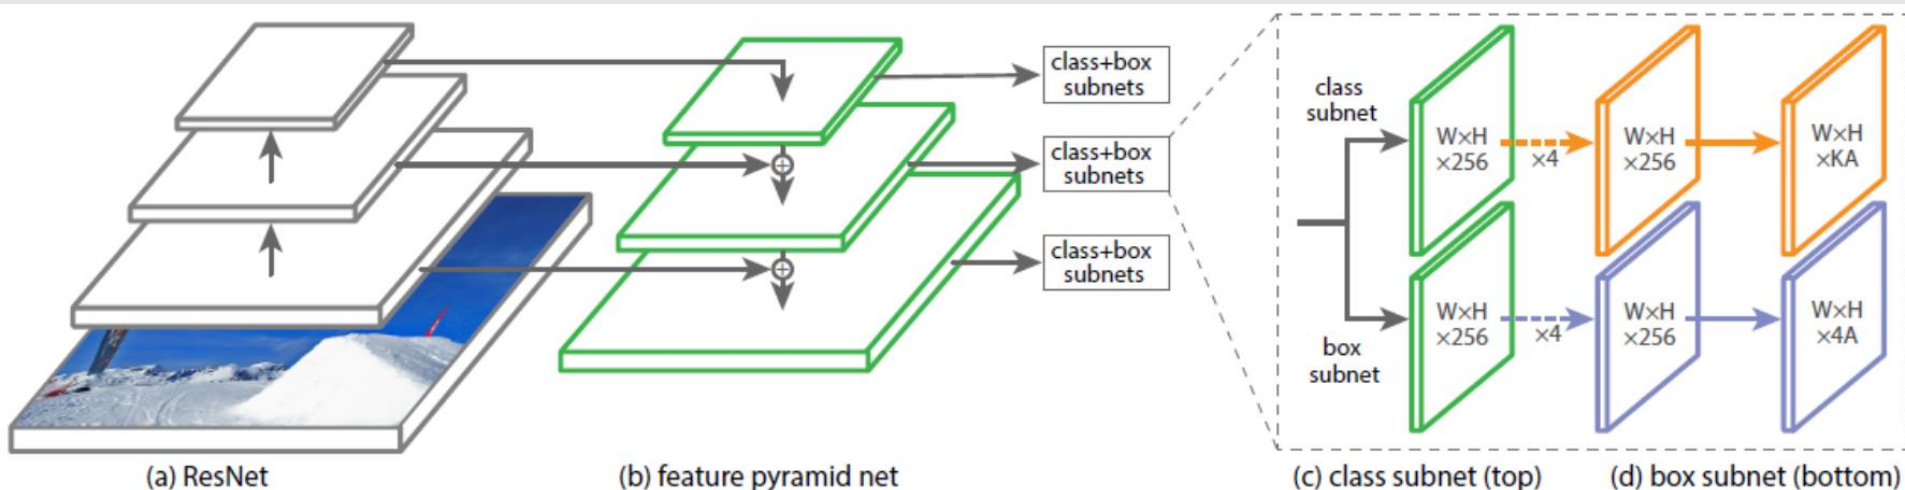 class+box
subnets
class+box
subnets
class+box
subnets
class
subnet
W×H
×256
×4
W×H
×256
W×H
×KA
box
subnet
W×H
×256
×4
W×H
×256
W×H
×4A
(a) ResNet
(b) feature pyramid net
(c) class subnet (top)
(d) box subnet (bottom)